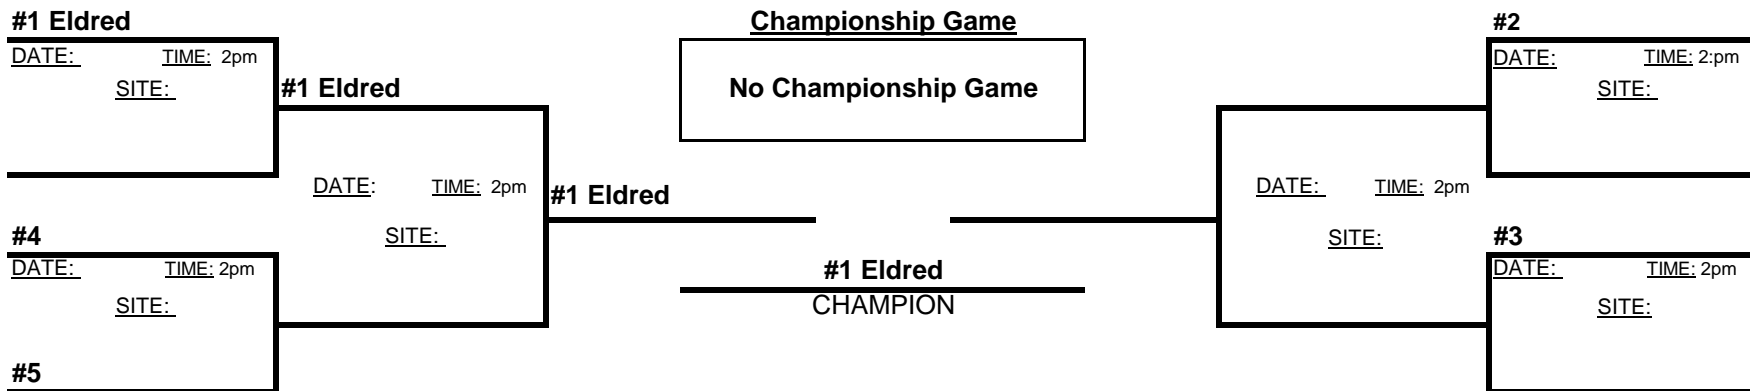 #1 Eldred
Championship Game
#2
DATE: TIME: 2pm
DATE: TIME: 2:pm
SITE:
#1 Eldred
No Championship Game
SITE:
DATE: TIME: 2pm
#1 Eldred
DATE: TIME: 2pm
#4
SITE:
SITE:
#3
DATE: TIME: 2pm
#1 Eldred
DATE: TIME: 2pm
SITE:
CHAMPION
SITE:
#5